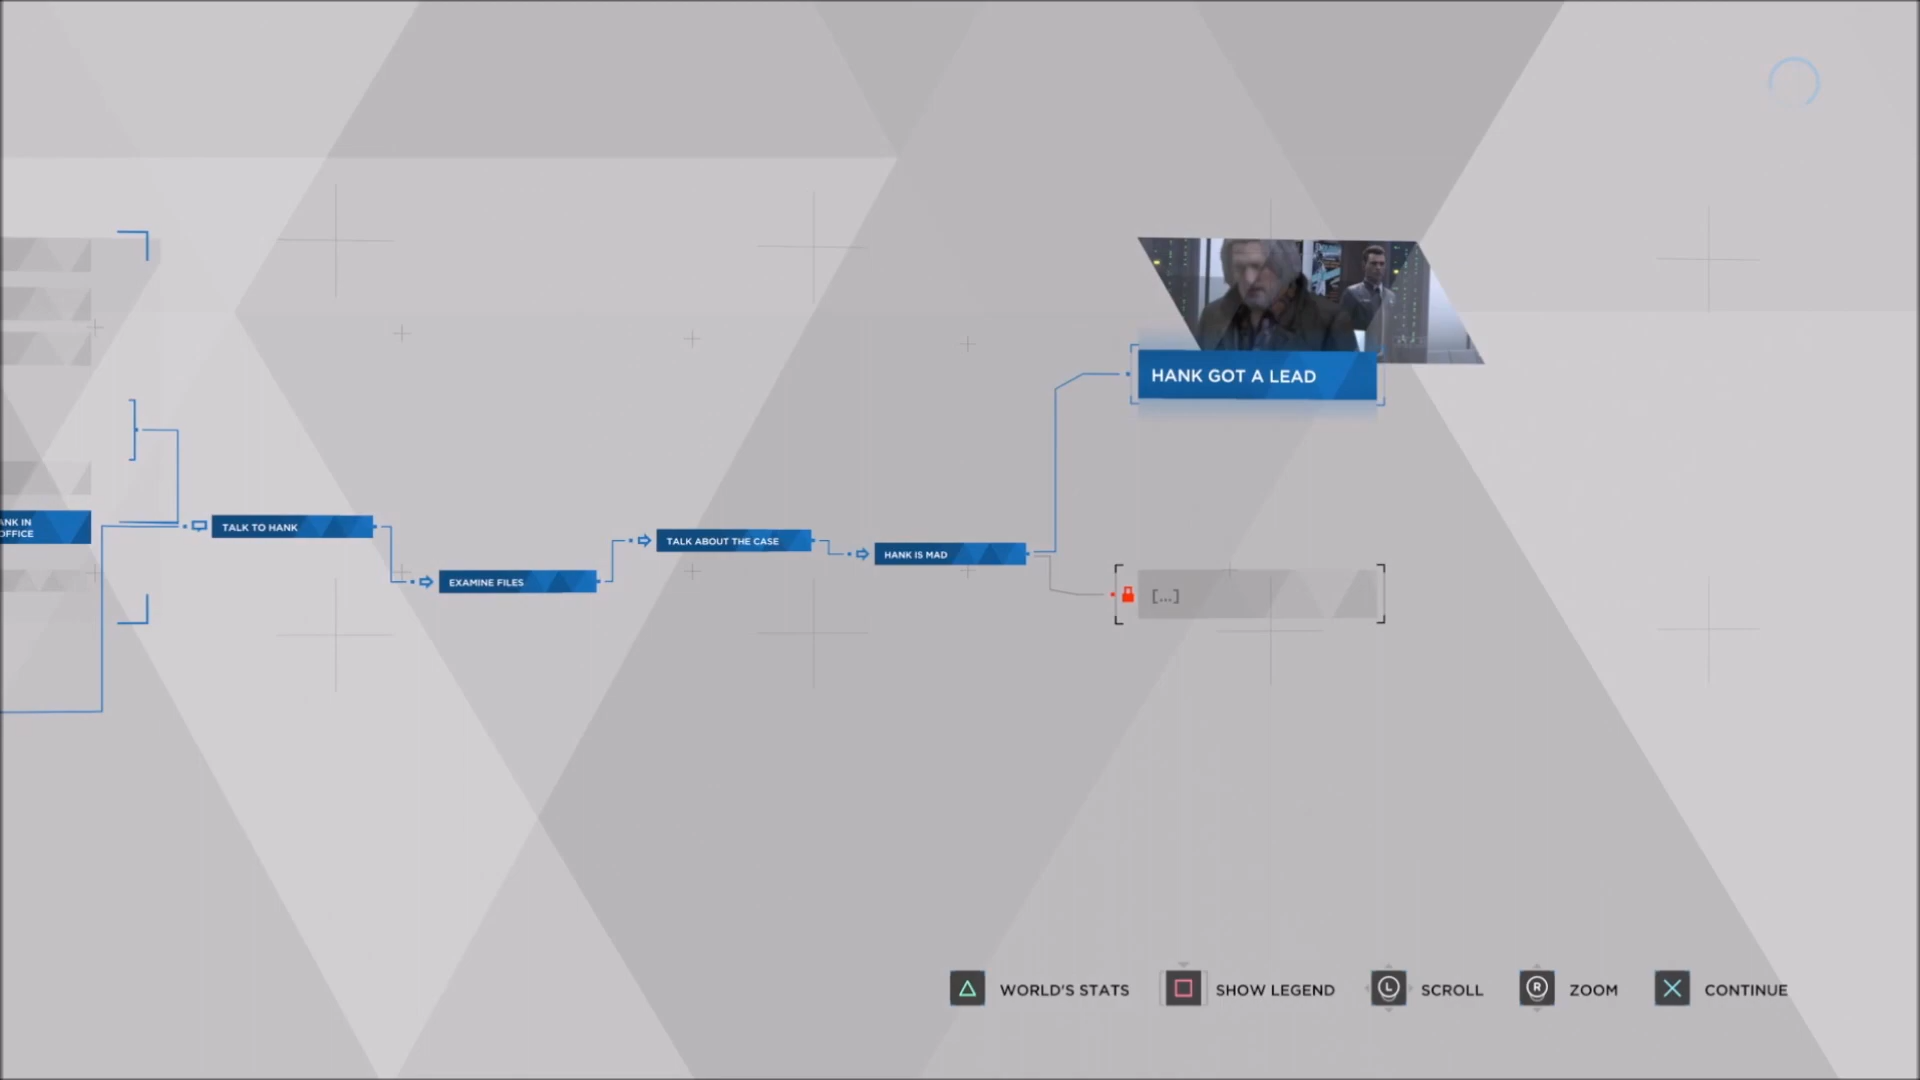 HANK GOT A LEAD
ANK IN
OFFICE
TALK TO HANK
TALK ABOUT THE CASE
HANK IS MAD
EXAMINE FILES
[...]
WORLD'S STATS
SHOW LEGEND
L
SCROLL
R
ZOOM
CONTINUE